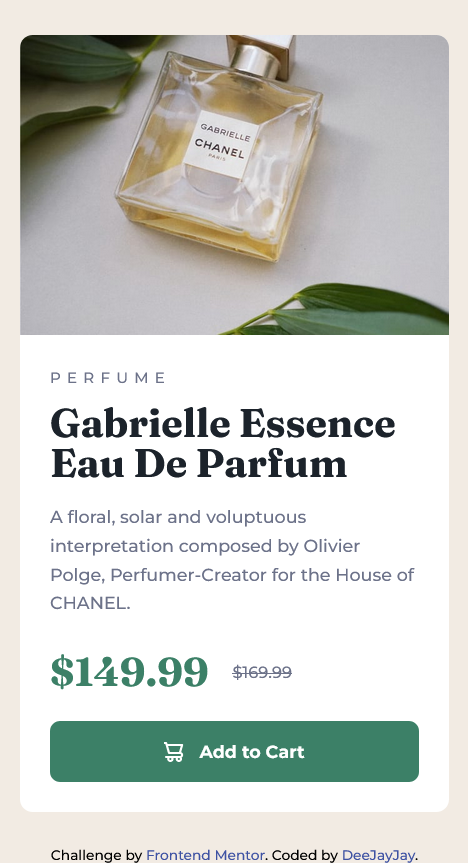 GABRIELLE
CHANEL
PARIS
PERFUME
Gabrielle Essence
Eau De Parfum
A floral, solar and voluptuous
interpretation composed by Olivier
Polge, Perfumer-Creator for the House of
CHANEL.
$149.99 $169.99
Add to Cart
Challenge by Frontend Mentor. Coded by DeeJayJay.